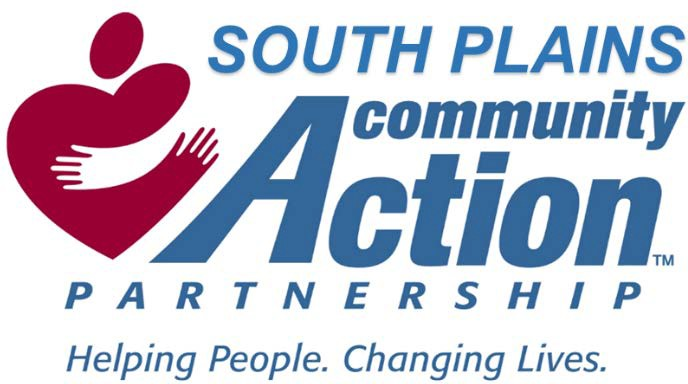 SOUTH PLAINS
community
Action™
PARTNERSHIP
Helping People. Changing Lives.